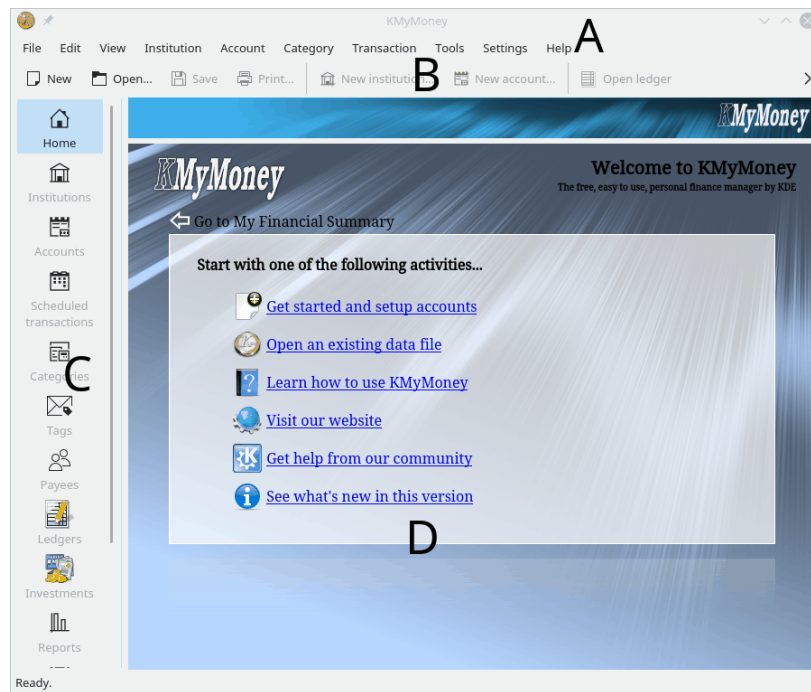 KMyMoney
File Edit View Institution Account Category Transaction Tools Settings Help
A
New Open... Save Print... New institution... New account... Open ledger
B
KMyMoney
Home
Institutions
Accounts
Scheduled
transactions
Categories
C
Tags
Payees
Ledgers
Investments
Reports
KMyMoney
Welcome to KMyMoney
The free, easy to use, personal finance manager by KDE
Go to My Financial Summary
Start with one of the following activities...
Get started and setup accounts
Open an existing data file
Learn how to use KMyMoney
Visit our website
Get help from our community
See what's new in this version
D
Ready.